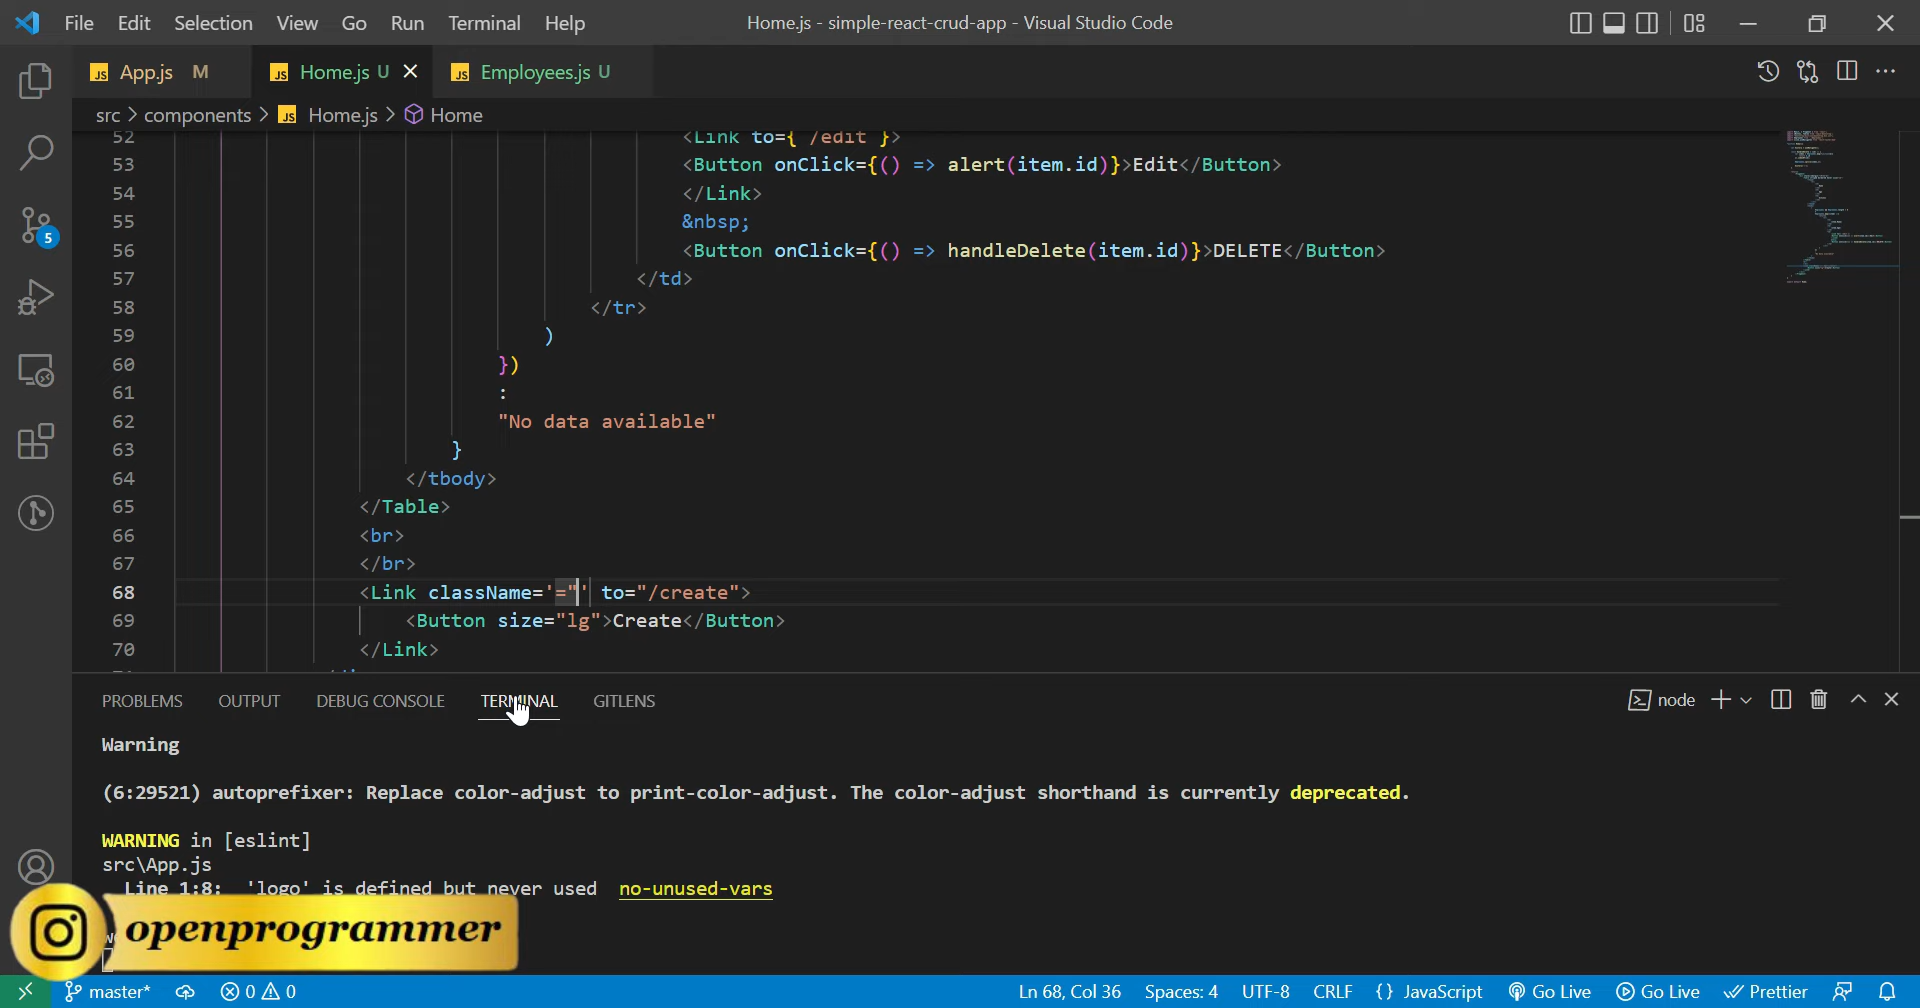 File Edit Selection View Go Run Terminal Help Home.js - simple-react-crud-app - Visual Studio Code
JS App.js M JS Home.js U JS Employees.js U
src > components > JS Home.js > Home
52 <Link to={`/edit`}>
53 <Button onClick={() => alert(item.id)}>Edit</Button>
54 </Link>
55 &nbsp;
56 <Button onClick={() => handleDelete(item.id)}>DELETE</Button>
57 </td>
58 </tr>
59 )
60 })
61 :
62 "No data available"
63 }
64 </tbody>
65 </Table>
66 <br>
67 </br>
68 <Link className='="' to="/create">
69 <Button size="lg">Create</Button>
70 </Link>
5
PROBLEMS OUTPUT DEBUG CONSOLE TERMINAL GITLENS node
Warning
(6:29521) autoprefixer: Replace color-adjust to print-color-adjust. The color-adjust shorthand is currently deprecated.
WARNING in [eslint]
src\App.js
Line 1:8: 'logo' is defined but never used no-unused-vars
openprogrammer
master* 0 0 Ln 68, Col 36 Spaces: 4 UTF-8 CRLF {} JavaScript Go Live Go Live Prettier